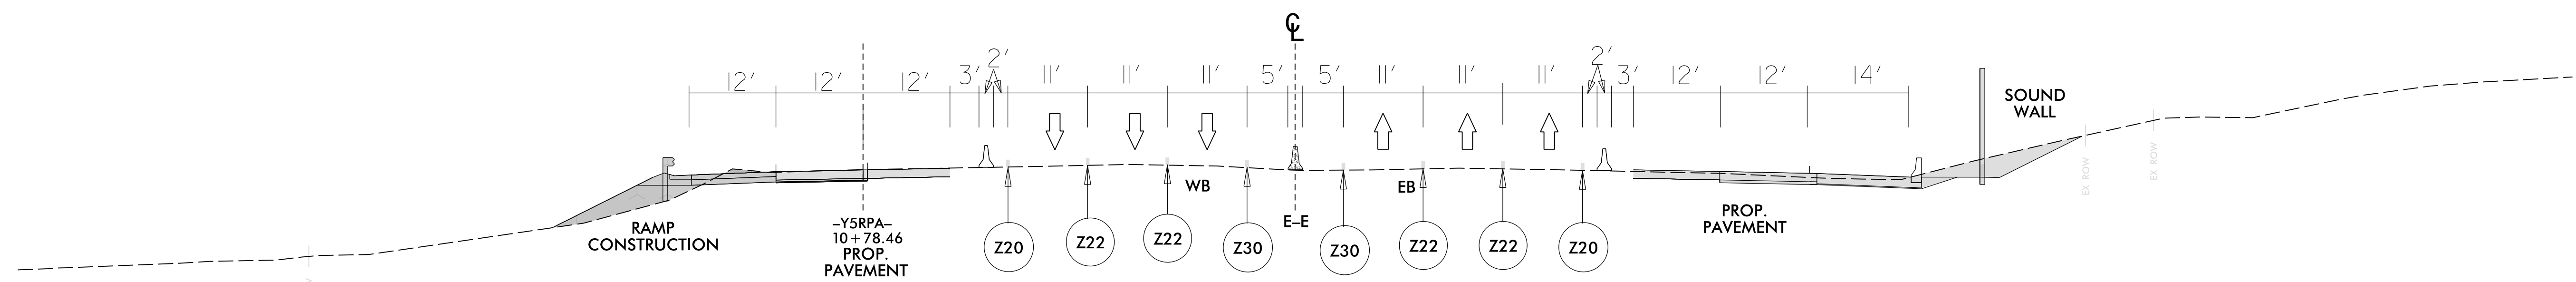 ℄
12' 12' 12' 3' 2' 11' 11' 11' 5' 5' 11' 11' 11' 2' 3' 12' 12' 14'
SOUND
WALL
WB
EB
EX ROW
EX ROW
RAMP
CONSTRUCTION
–Y5RPA–
10+78.46
PROP.
PAVEMENT
Z20 Z22 Z22 Z30 E–E Z30 Z22 Z22 Z20
PROP.
PAVEMENT